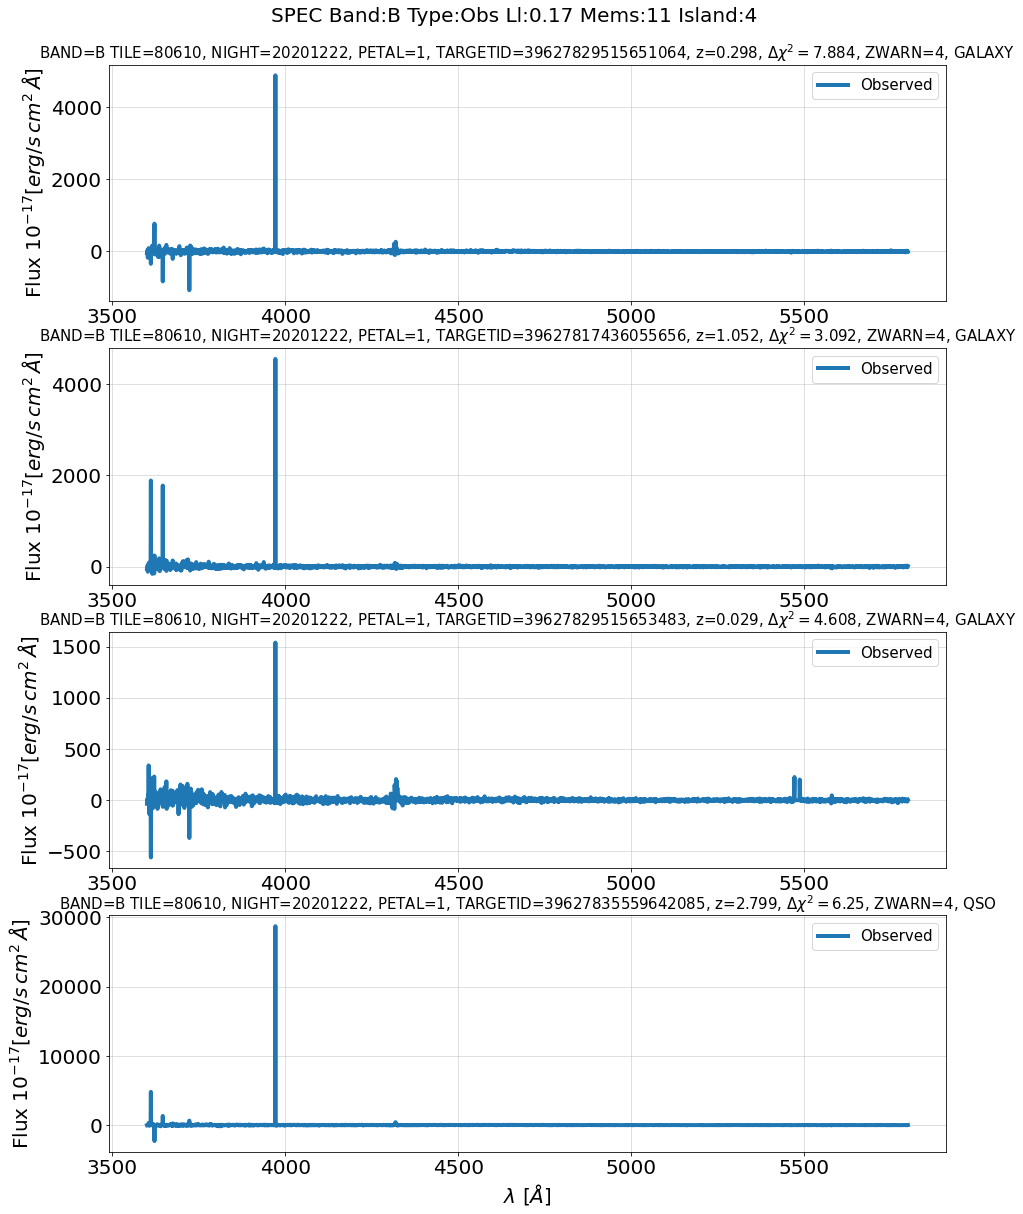 SPEC Band:B Type:Obs Ll:0.17 Mems:11 Island:4
BAND=B TILE=80610, NIGHT=20201222, PETAL=1, TARGETID=39627829515651064, z=0.298, Δχ² = 7.884, ZWARN=4, GALAXY
Flux 10⁻¹⁷[erg/s cm² Å]
4000
2000
0
Observed
3500 4000 4500 5000 5500
BAND=B TILE=80610, NIGHT=20201222, PETAL=1, TARGETID=39627817436055656, z=1.052, Δχ² = 3.092, ZWARN=4, GALAXY
Flux 10⁻¹⁷[erg/s cm² Å]
4000
2000
0
Observed
3500 4000 4500 5000 5500
BAND=B TILE=80610, NIGHT=20201222, PETAL=1, TARGETID=39627829515653483, z=0.029, Δχ² = 4.608, ZWARN=4, GALAXY
Flux 10⁻¹⁷[erg/s cm² Å]
1500
1000
500
0
−500
Observed
3500 4000 4500 5000 5500
BAND=B TILE=80610, NIGHT=20201222, PETAL=1, TARGETID=39627835559642085, z=2.799, Δχ² = 6.25, ZWARN=4, QSO
Flux 10⁻¹⁷[erg/s cm² Å]
30000
20000
10000
0
Observed
3500 4000 4500 5000 5500
λ [Å]